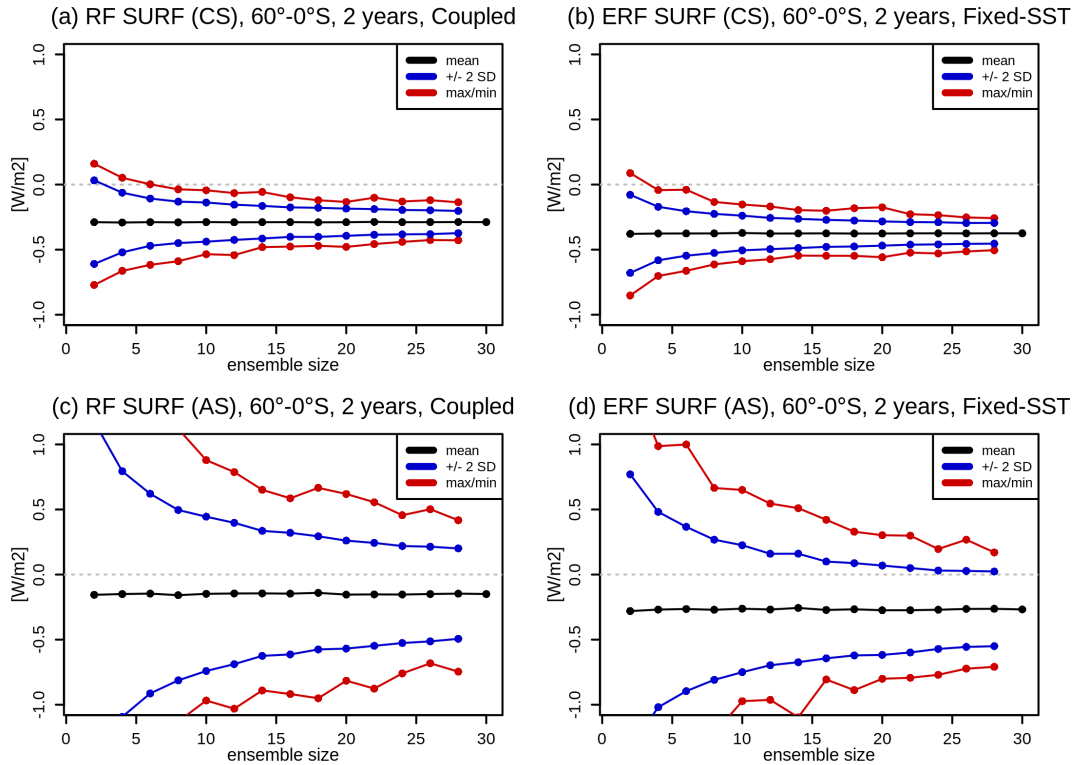 (a) RF SURF (CS), 60°-0°S, 2 years, Coupled
[W/m2]
1.0
0.5
0.0
-0.5
-1.0
mean
+/- 2 SD
max/min
0 5 10 15 20 25 30
ensemble size
(b) ERF SURF (CS), 60°-0°S, 2 years, Fixed-SST
[W/m2]
1.0
0.5
0.0
-0.5
-1.0
mean
+/- 2 SD
max/min
0 5 10 15 20 25 30
ensemble size
(c) RF SURF (AS), 60°-0°S, 2 years, Coupled
[W/m2]
1.0
0.5
0.0
-0.5
-1.0
mean
+/- 2 SD
max/min
0 5 10 15 20 25 30
ensemble size
(d) ERF SURF (AS), 60°-0°S, 2 years, Fixed-SST
[W/m2]
1.0
0.5
0.0
-0.5
-1.0
mean
+/- 2 SD
max/min
0 5 10 15 20 25 30
ensemble size